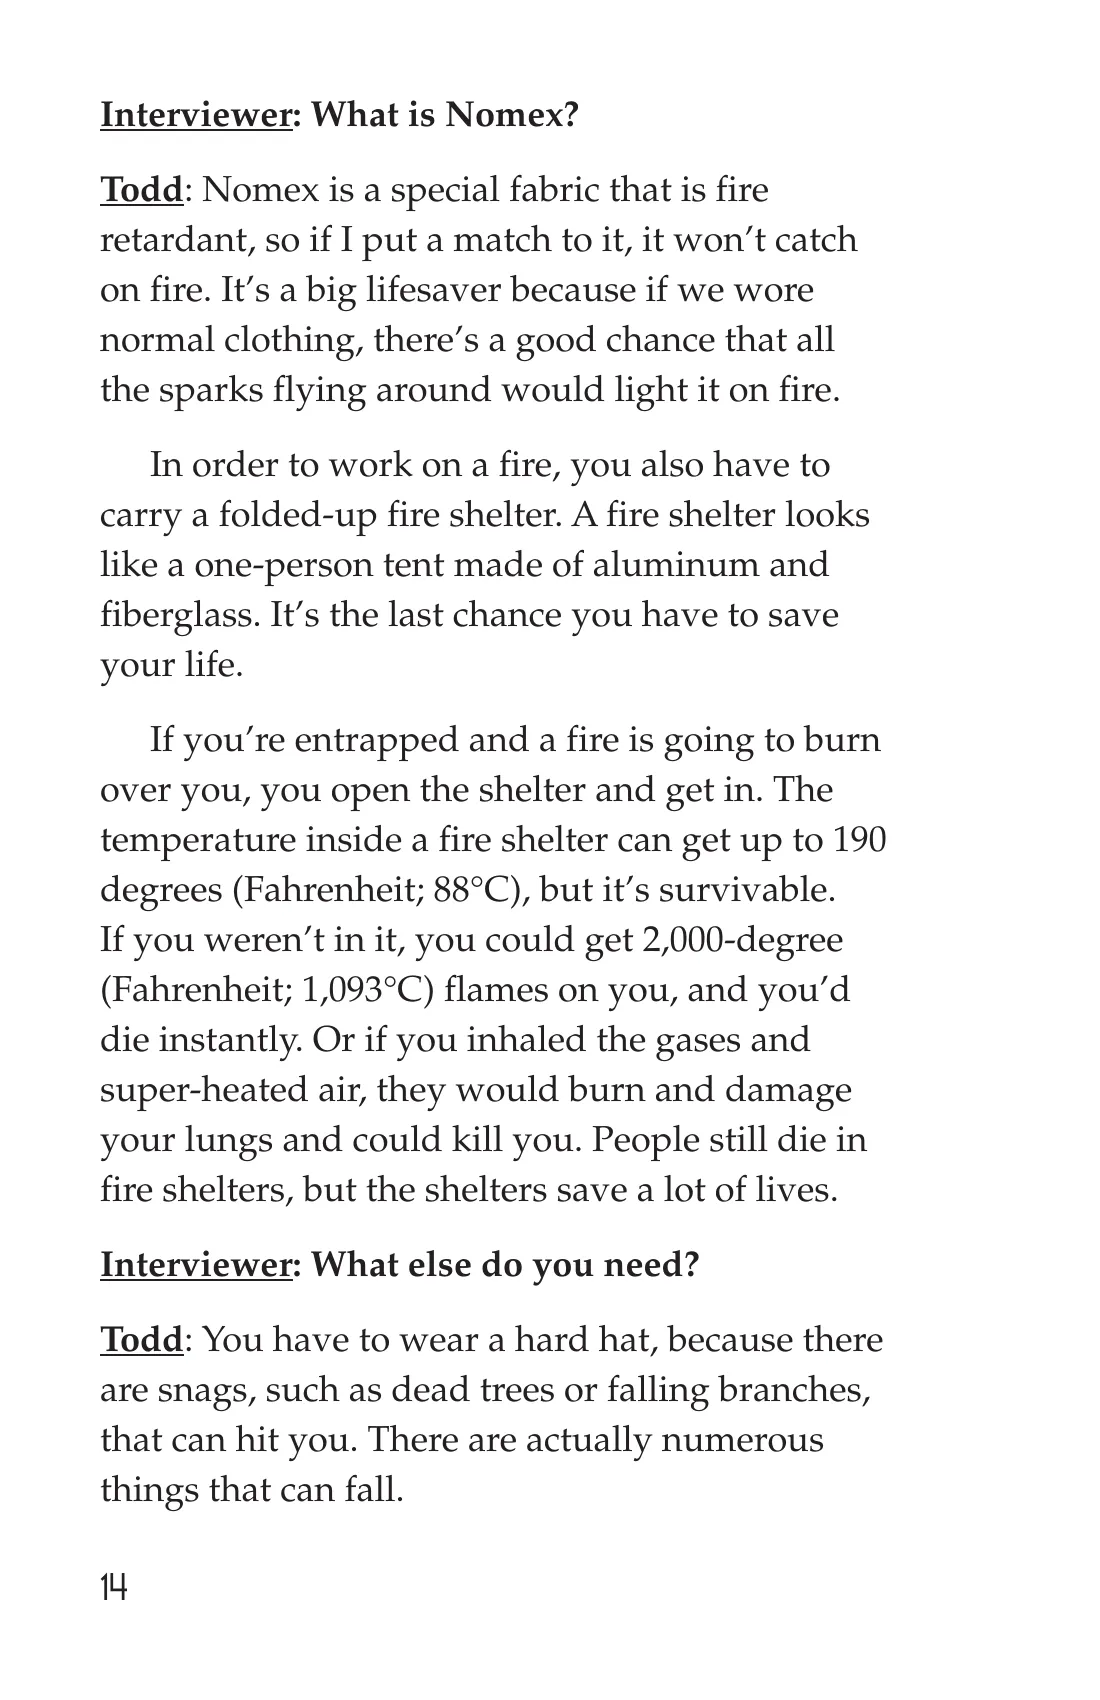 Interviewer: What is Nomex?
Todd: Nomex is a special fabric that is fire
retardant, so if I put a match to it, it won’t catch
on fire. It’s a big lifesaver because if we wore
normal clothing, there’s a good chance that all
the sparks flying around would light it on fire.
In order to work on a fire, you also have to
carry a folded-up fire shelter. A fire shelter looks
like a one-person tent made of aluminum and
fiberglass. It’s the last chance you have to save
your life.
If you’re entrapped and a fire is going to burn
over you, you open the shelter and get in. The
temperature inside a fire shelter can get up to 190
degrees (Fahrenheit; 88°C), but it’s survivable.
If you weren’t in it, you could get 2,000-degree
(Fahrenheit; 1,093°C) flames on you, and you’d
die instantly. Or if you inhaled the gases and
super-heated air, they would burn and damage
your lungs and could kill you. People still die in
fire shelters, but the shelters save a lot of lives.
Interviewer: What else do you need?
Todd: You have to wear a hard hat, because there
are snags, such as dead trees or falling branches,
that can hit you. There are actually numerous
things that can fall.
14